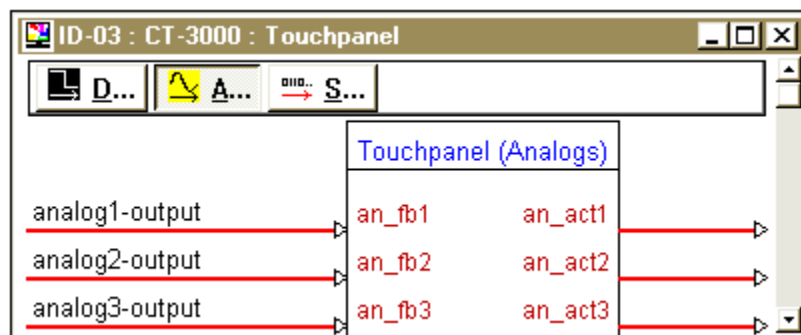 ID-03 : CT-3000 : Touchpanel
D... A... S...
Touchpanel (Analogs)
analog1-output an_fb1 an_act1
analog2-output an_fb2 an_act2
analog3-output an_fb3 an_act3